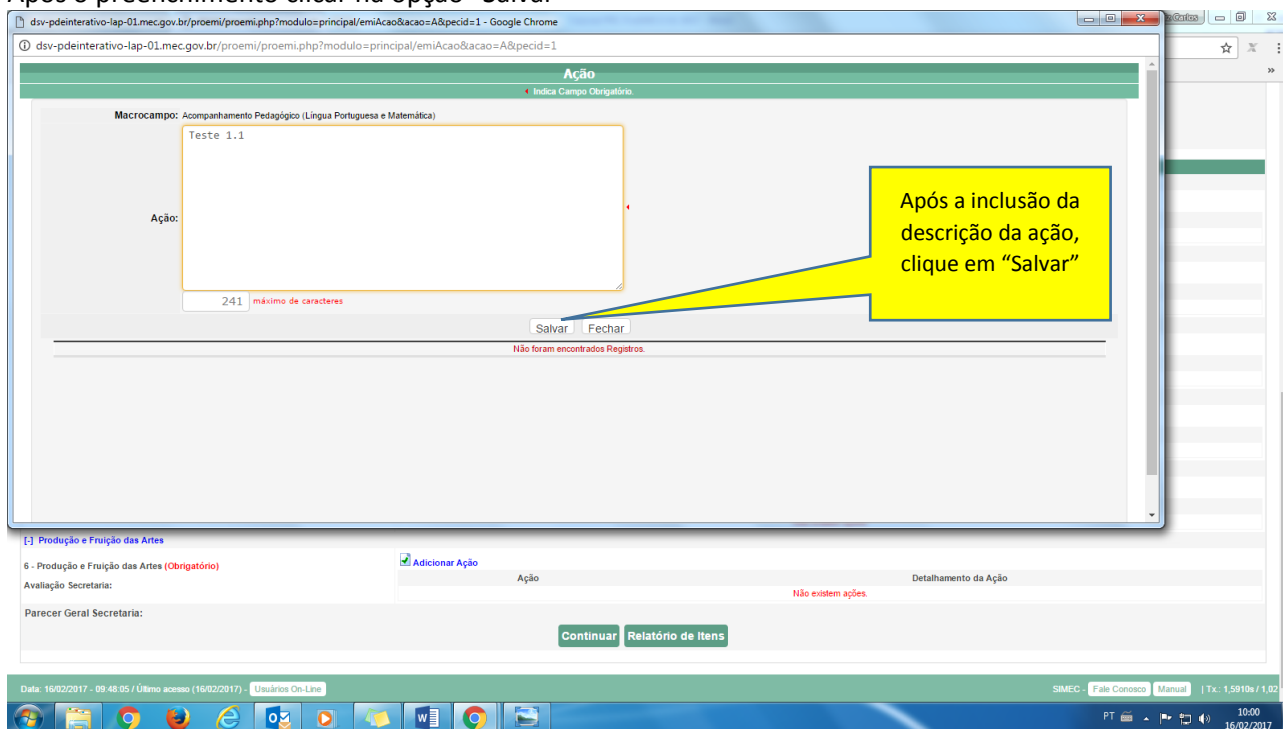 Após o preenchimento clicar na opção "Salvar"
dsv-pdeinterativo-lap-01.mec.gov.br/proemi/proemi.php?modulo=principal/emiAcao&acao=A&pecid=1 - Google Chrome
dsv-pdeinterativo-lap-01.mec.gov.br/proemi/proemi.php?modulo=principal/emiAcao&acao=A&pecid=1
Ação
Indica Campo Obrigatório.
Macrocampo: Acompanhamento Pedagógico (Língua Portuguesa e Matemática)
Teste 1.1
Ação:
241 máximo de caracteres
Salvar Fechar
Não foram encontrados Registros.
Após a inclusão da
descrição da ação,
clique em “Salvar”
[-] Produção e Fruição das Artes
6 - Produção e Fruição das Artes (Obrigatório)
Adicionar Ação
Ação Detalhamento da Ação
Avaliação Secretaria:
Não existem ações.
Parecer Geral Secretaria:
Continuar Relatório de Itens
Data: 16/02/2017 - 09:48:05 / Último acesso (16/02/2017) - Usuários On-Line SIMEC - Fale Conosco Manual | Tx.: 1,5910s / 1,02
PT 10:00
16/02/2017